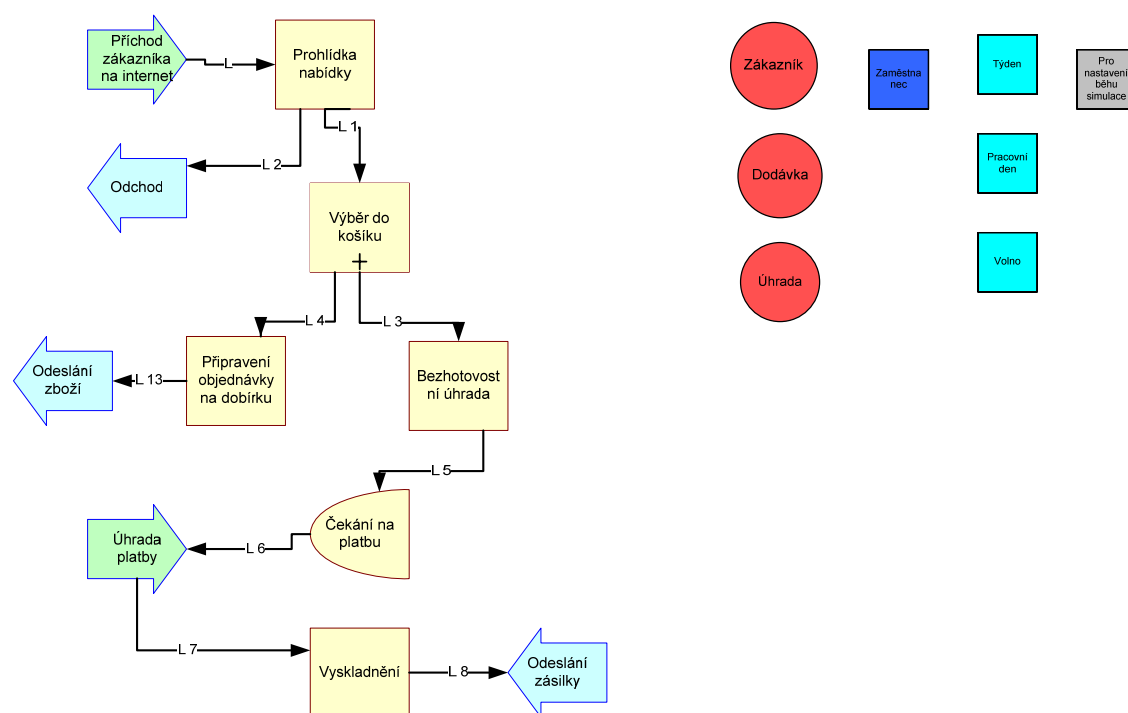 Příchod
zákazníka
na internet
L
Prohlídka
nabídky
L 1
L 2
Odchod
Výběr do
košíku
L 4
L 3
Odeslání
zboží
L 13
Připravení
objednávky
na dobírku
Bezhotovost
ní úhrada
L 5
Čekání na
platbu
L 6
Úhrada
platby
L 7
Vyskladnění
L 8
Odeslání
zásilky
Zákazník
Dodávka
Úhrada
Zaměstna
nec
Týden
Pracovní
den
Volno
Pro
nastavení
běhu
simulace